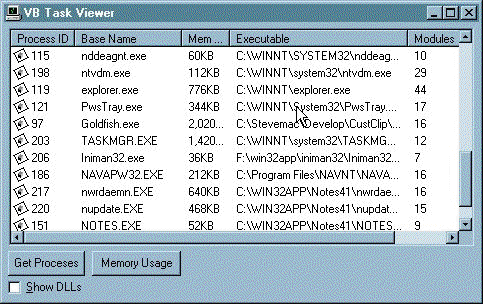 VB Task Viewer
Process ID Base Name Mem ... Executable Modules
115 nddeagnt.exe 60KB C:\WINNT\SYSTEM32\nddeag... 10
198 ntvdm.exe 112KB C:\WINNT\system32\ntvdm.exe 29
119 explorer.exe 776KB C:\WINNT\explorer.exe 44
121 PwsTray.exe 344KB C:\WINNT\System32\PwsTray.... 17
97 Goldfish.exe 2,020... C:\Stevemac\Develop\CustClip\... 16
203 TASKMGR.EXE 1,420... C:\WINNT\system32\TASKMG... 12
206 Iniman32.exe 36KB F:\win32app\iniman32\Iniman32... 7
186 NAVAPW32.EXE 212KB C:\Program Files\NAVNT\NAVA... 16
217 nwrdaemn.EXE 640KB C:\WIN32APP\Notes41\nwrdae... 16
220 nupdate.EXE 468KB C:\WIN32APP\Notes41\nupdat... 15
151 NOTES.EXE 52KB C:\WIN32APP\Notes41\NOTES... 9
Get Proceses Memory Usage
Show DLLs